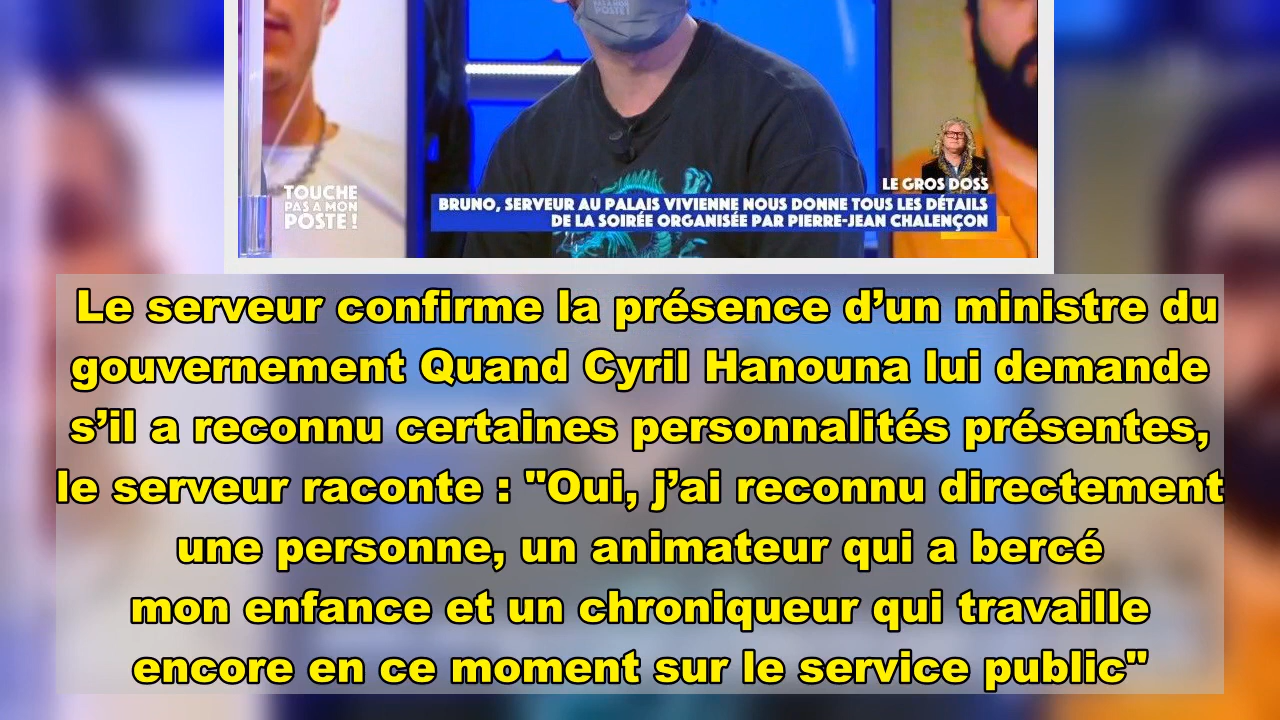 POSTE !
LE GROS DOSS
TOUCHE
PAS A MON
POSTE !
BRUNO, SERVEUR AU PALAIS VIVIENNE NOUS DONNE TOUS LES DÉTAILS
DE LA SOIRÉE ORGANISÉE PAR PIERRE-JEAN CHALENÇON
Le serveur confirme la présence d’un ministre du
gouvernement Quand Cyril Hanouna lui demande
s’il a reconnu certaines personnalités présentes,
le serveur raconte : "Oui, j’ai reconnu directement
une personne, un animateur qui a bercé
mon enfance et un chroniqueur qui travaille
encore en ce moment sur le service public"